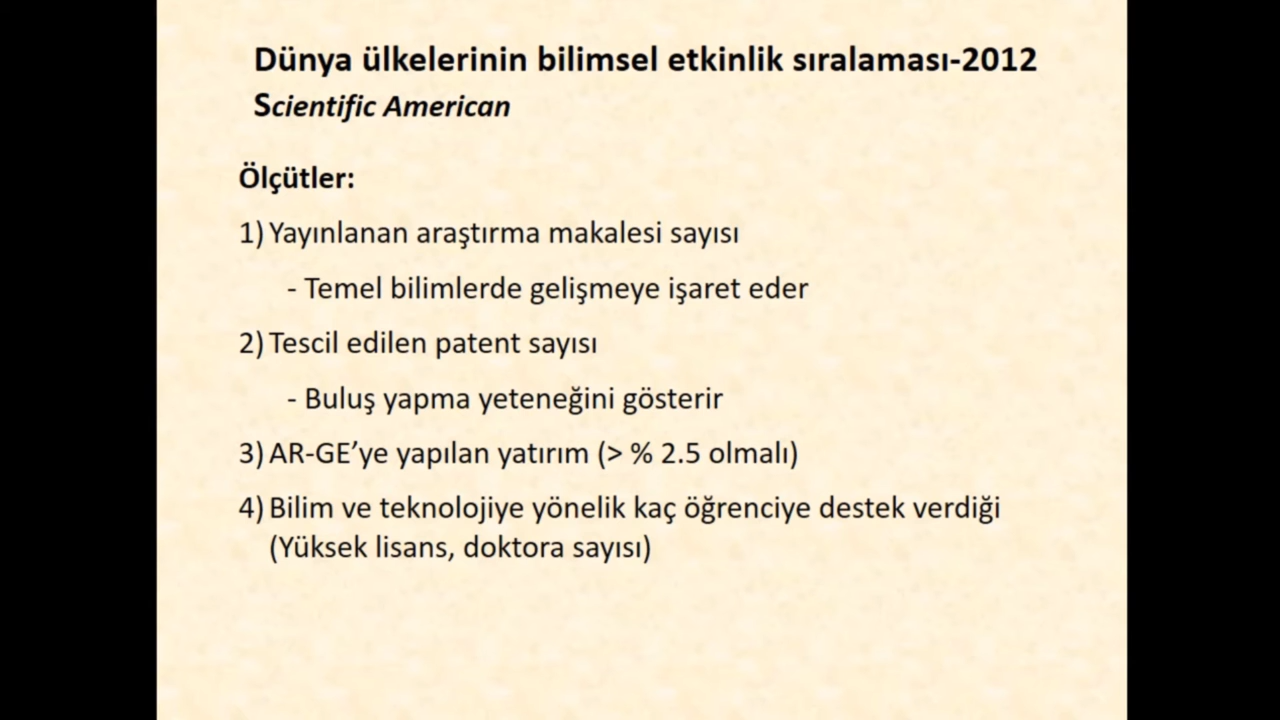 Dünya ülkelerinin bilimsel etkinlik sıralaması-2012
Scientific American
Ölçütler:
1) Yayınlanan araştırma makalesi sayısı
- Temel bilimlerde gelişmeye işaret eder
2) Tescil edilen patent sayısı
- Buluş yapma yeteneğini gösterir
3) AR-GE’ye yapılan yatırım (> % 2.5 olmalı)
4) Bilim ve teknolojiye yönelik kaç öğrenciye destek verdiği
(Yüksek lisans, doktora sayısı)